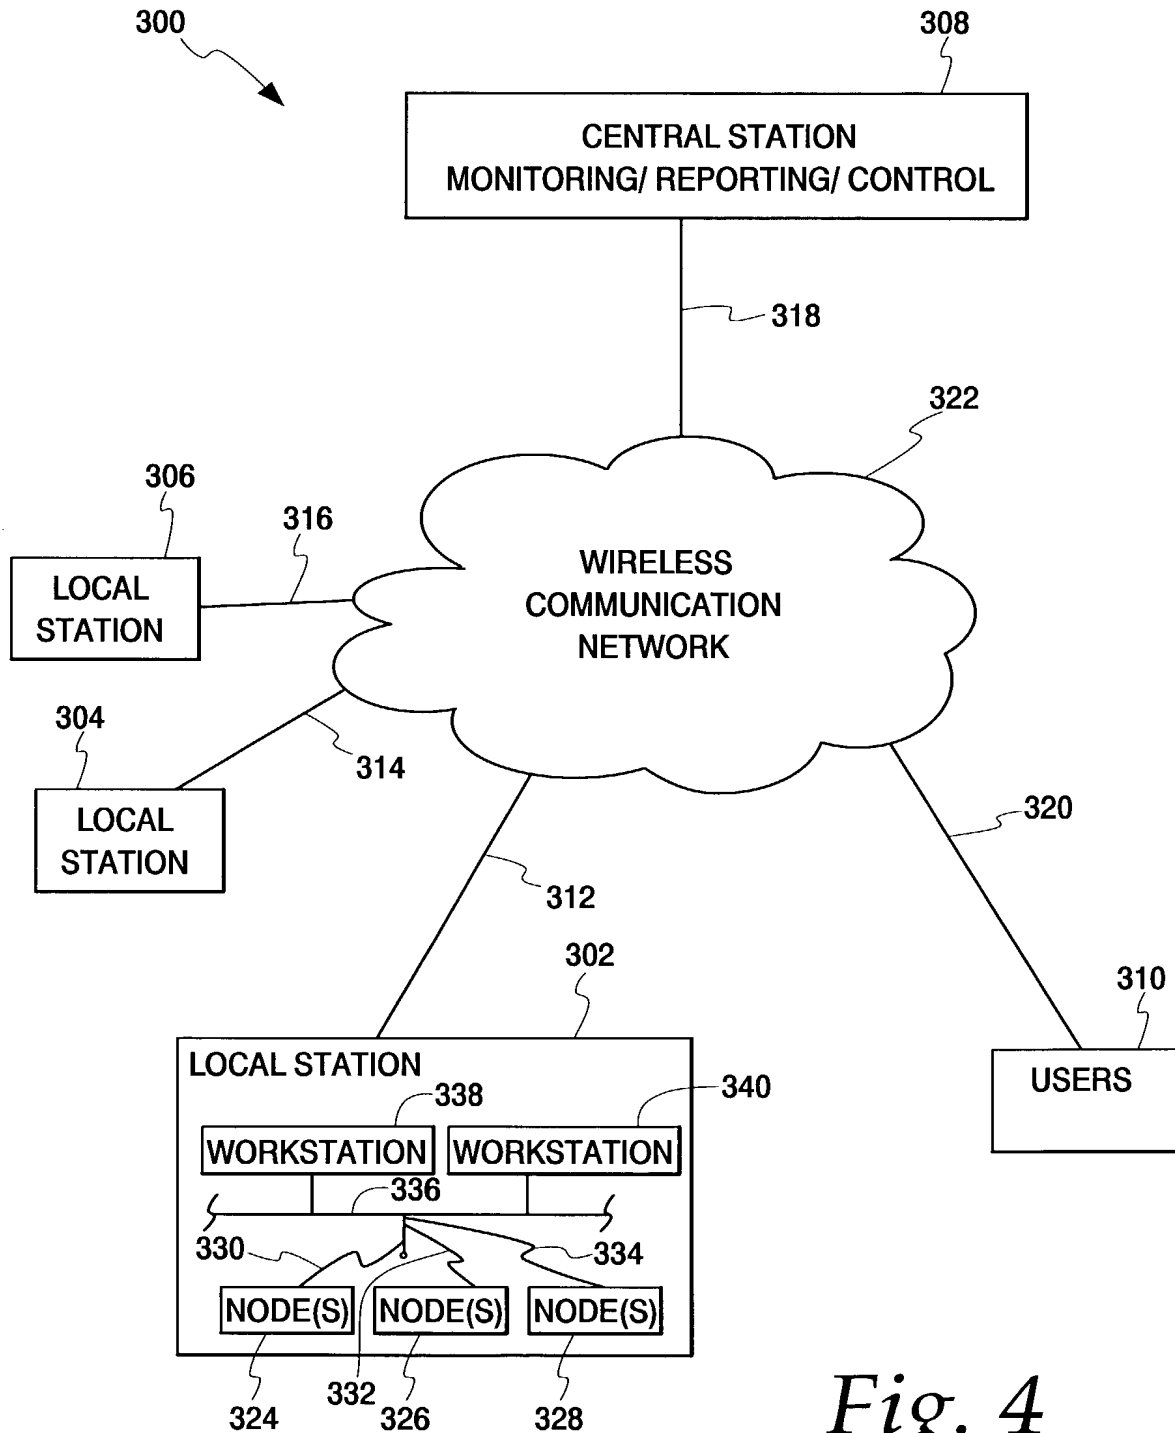 300
308
CENTRAL STATION
MONITORING/ REPORTING/ CONTROL
318
322
306
316
LOCAL
STATION
WIRELESS
COMMUNICATION
NETWORK
304
314
LOCAL
STATION
320
312
302
310
LOCAL STATION
USERS
338
340
WORKSTATION
WORKSTATION
336
330
334
NODE(S)
NODE(S)
NODE(S)
332
324
326
328
Fig. 4